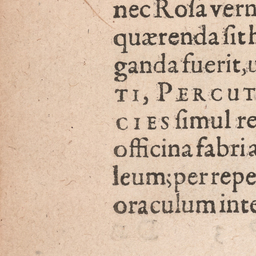 nec Roſa vern
quærenda ſit h
ganda fuerit, u
TI, PERCUT
CIES ſimul re
officina fabria
leum; per repe
oraculum inte